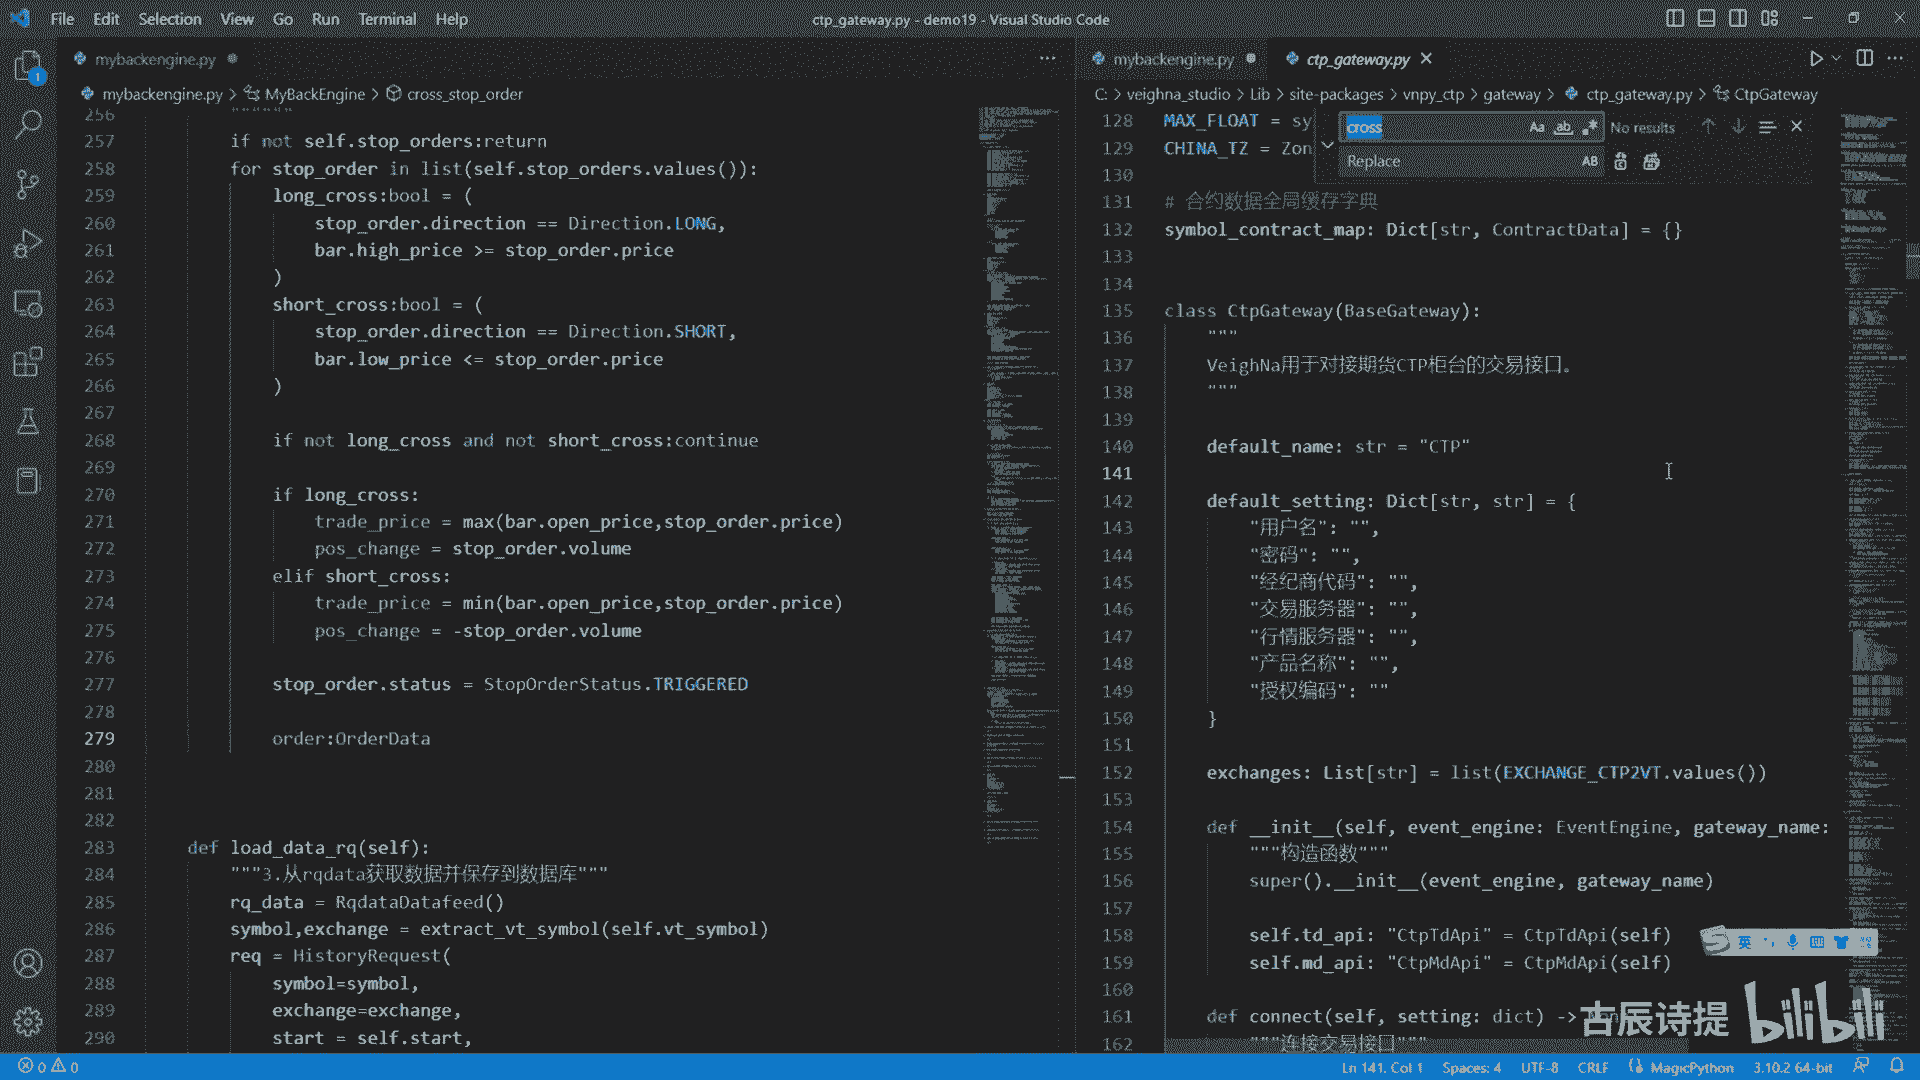 File Edit Selection View Go Run Terminal Help
ctp_gateway.py - demo19 - Visual Studio Code
1
mybackengine.py
mybackengine.py > MyBackEngine > cross_stop_order
256
257 if not self.stop_orders:return
258 for stop_order in list(self.stop_orders.values()):
259 long_cross:bool = (
260 stop_order.direction == Direction.LONG,
261 bar.high_price >= stop_order.price
262 )
263 short_cross:bool = (
264 stop_order.direction == Direction.SHORT,
265 bar.low_price <= stop_order.price
266 )
267
268 if not long_cross and not short_cross:continue
269
270 if long_cross:
271 trade_price = max(bar.open_price,stop_order.price)
272 pos_change = stop_order.volume
273 elif short_cross:
274 trade_price = min(bar.open_price,stop_order.price)
275 pos_change = -stop_order.volume
276
277 stop_order.status = StopOrderStatus.TRIGGERED
278
279 order:OrderData
280
281
282
283 def load_data_rq(self):
284 """3.从rqdata获取数据并保存到数据库"""
285 rq_data = RqdataDatafeed()
286 symbol,exchange = extract_vt_symbol(self.vt_symbol)
287 req = HistoryRequest(
288 symbol=symbol,
289 exchange=exchange,
290 start = self.start,
mybackengine.py ctp_gateway.py
C: > veighna_studio > Lib > site-packages > vnpy_ctp > gateway > ctp_gateway.py > CtpGateway
cross Aa ab .* No results
Replace AB
128 MAX_FLOAT = sy
129 CHINA_TZ = Zon
130
131 # 合约数据全局缓存字典
132 symbol_contract_map: Dict[str, ContractData] = {}
133
134
135 class CtpGateway(BaseGateway):
136 """
137 VeighNa用于对接期货CTP柜台的交易接口。
138 """
139
140 default_name: str = "CTP"
141
142 default_setting: Dict[str, str] = {
143 "用户名": "",
144 "密码": "",
145 "经纪商代码": "",
146 "交易服务器": "",
147 "行情服务器": "",
148 "产品名称": "",
149 "授权编码": ""
150 }
151
152 exchanges: List[str] = list(EXCHANGE_CTP2VT.values())
153
154 def __init__(self, event_engine: EventEngine, gateway_name:
155 """构造函数"""
156 super().__init__(event_engine, gateway_name)
157
158 self.td_api: "CtpTdApi" = CtpTdApi(self)
159 self.md_api: "CtpMdApi" = CtpMdApi(self)
160
161 def connect(self, setting: dict) ->
162 """连接交易接口"""
英
古辰诗提 bilibili
0 0
Ln 141, Col 1 Spaces: 4 UTF-8 CRLF MagicPython 3.10.2 64-bit